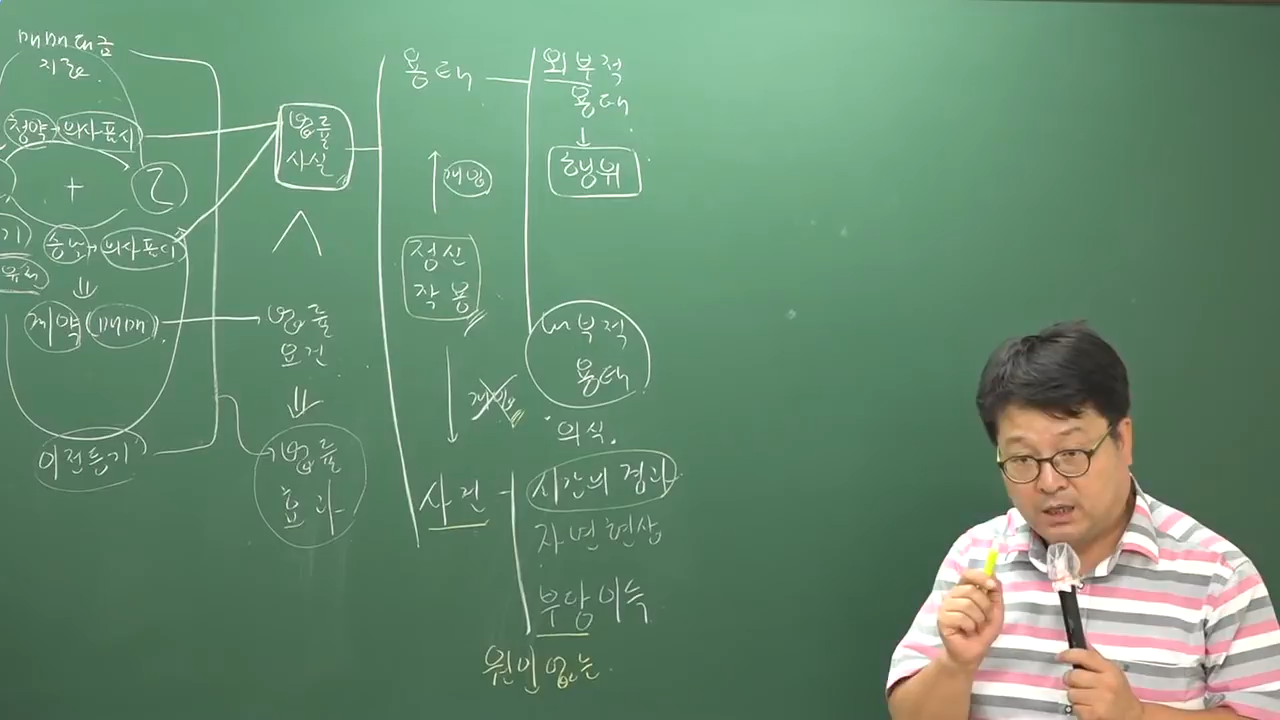 매매대금
지급
청약 의사표시
+
승낙 의사표시
⇓
계약 (매매)
이전등기
법률
사실
법률
요건
⇓
법률
효과
용태
개입
정신
작용
개입
사건
외부적
용태
↓
행위
내부적
용태
의식.
시간의 경과
자연현상
부당이득
원인없는